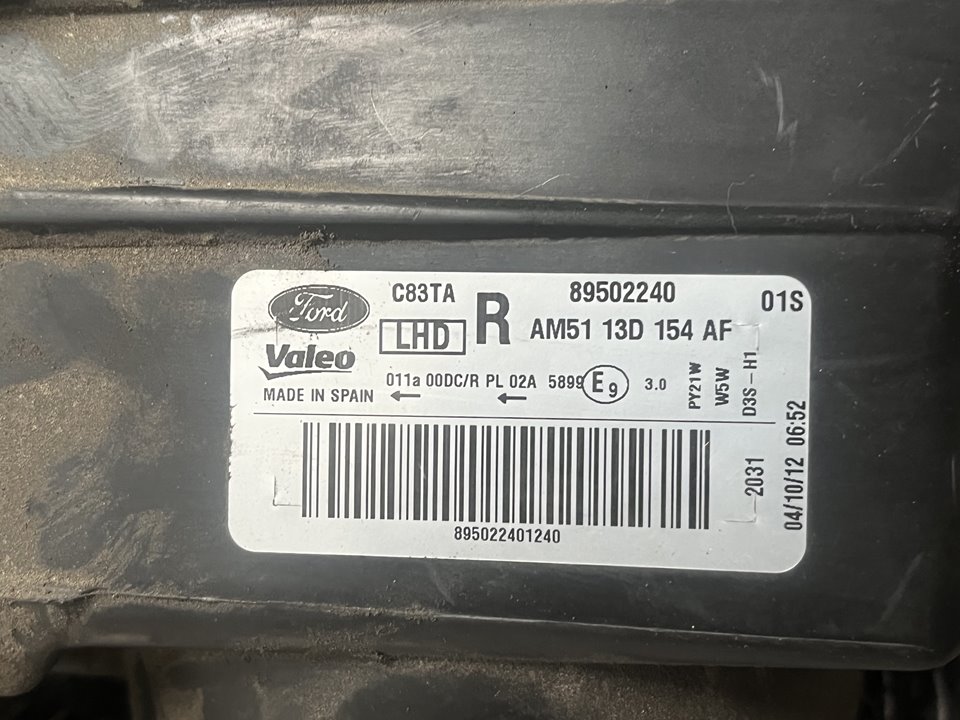 Ford
C83TA
R
89502240
01S
LHD
AM51 13D 154 AF
Valeo
MADE IN SPAIN
011a 00DC/R PL 02A 5899 E9 3.0
PY21W
W5W
D3S-H1
2031
04/10/12 06:52
895022401240